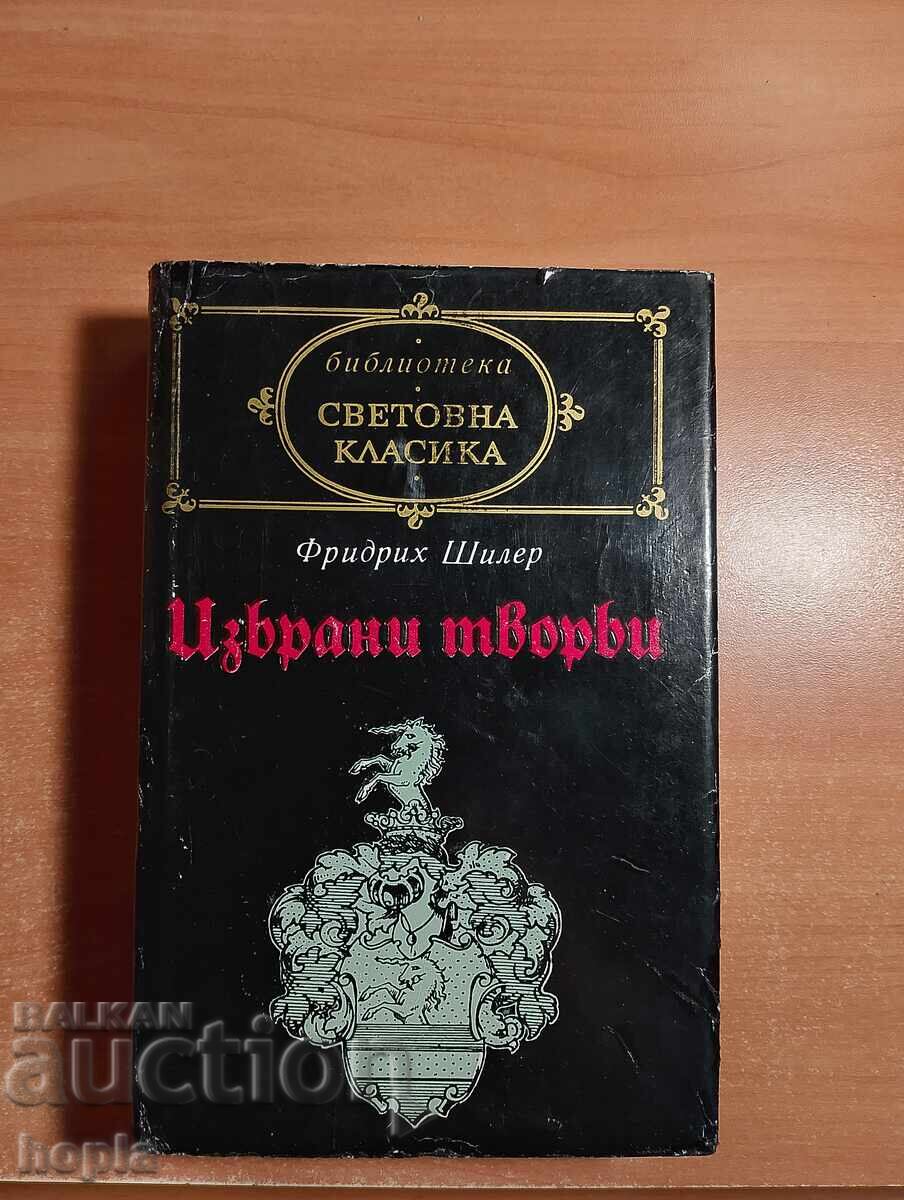 библиотека
СВЕТОВНА
КЛАСИКА
Фридрих Шилер
Избрани творби
BALKAN
auction
hopla